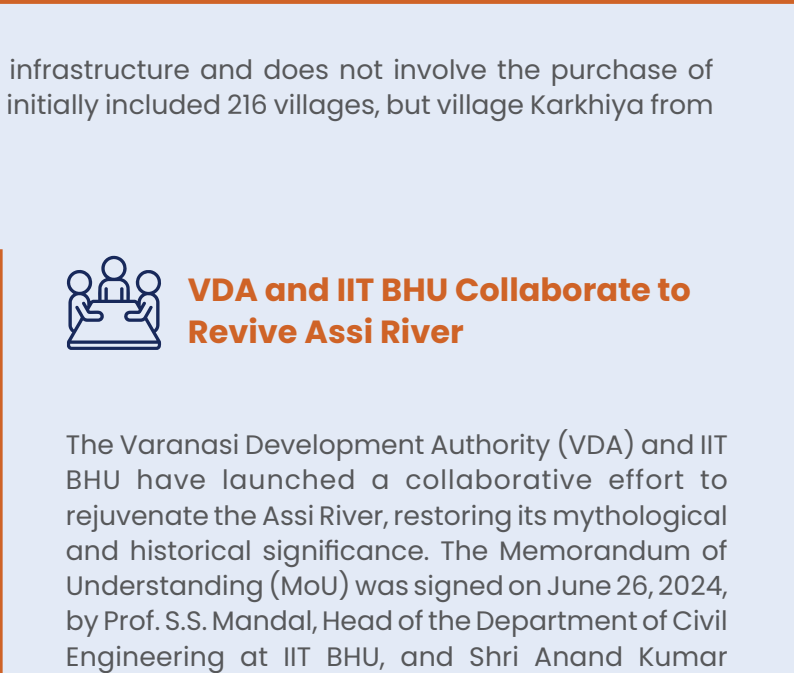 infrastructure and does not involve the purchase of
initially included 216 villages, but village Karkhiya from
VDA and IIT BHU Collaborate to
Revive Assi River
The Varanasi Development Authority (VDA) and IIT
BHU have launched a collaborative effort to
rejuvenate the Assi River, restoring its mythological
and historical significance. The Memorandum of
Understanding (MoU) was signed on June 26, 2024,
by Prof. S.S. Mandal, Head of the Department of Civil
Engineering at IIT BHU, and Shri Anand Kumar